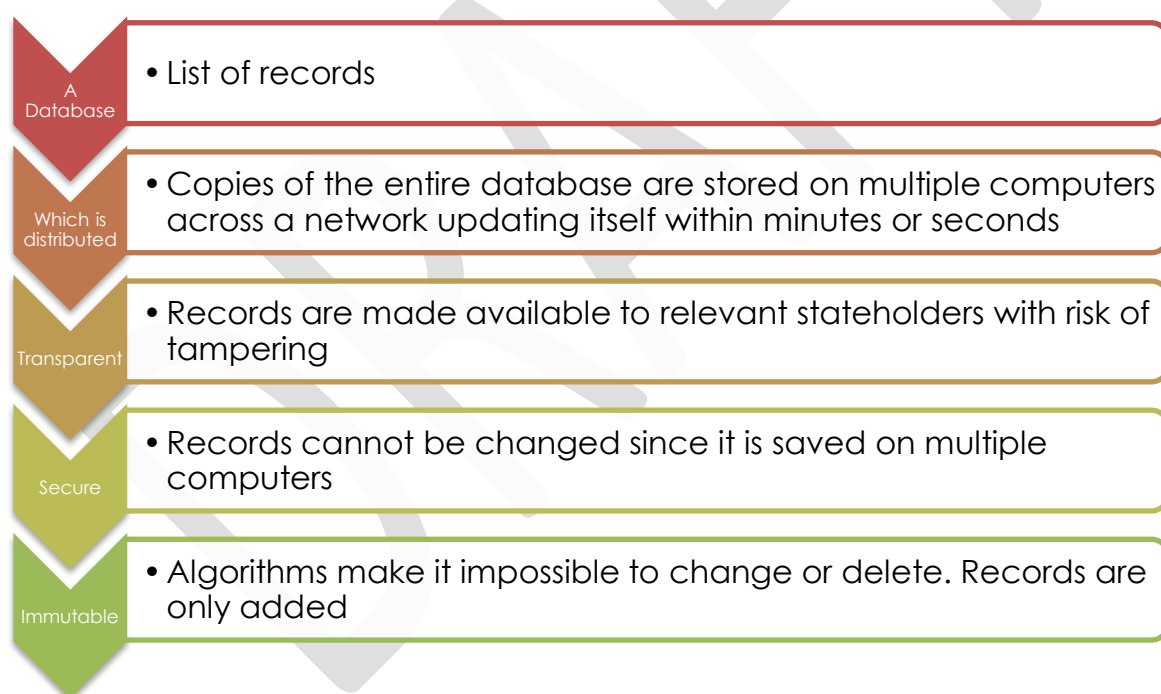 A
Database
• List of records
Which is
distributed
• Copies of the entire database are stored on multiple computers
across a network updating itself within minutes or seconds
Transparent
• Records are made available to relevant stateholders with risk of
tampering
Secure
• Records cannot be changed since it is saved on multiple
computers
Immutable
• Algorithms make it impossible to change or delete. Records are
only added
DRAFT